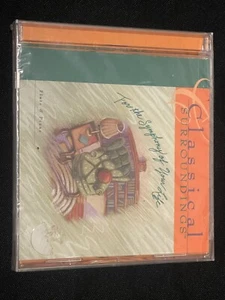 Classical
SURROUNDINGS
For the Symphony of Your Life